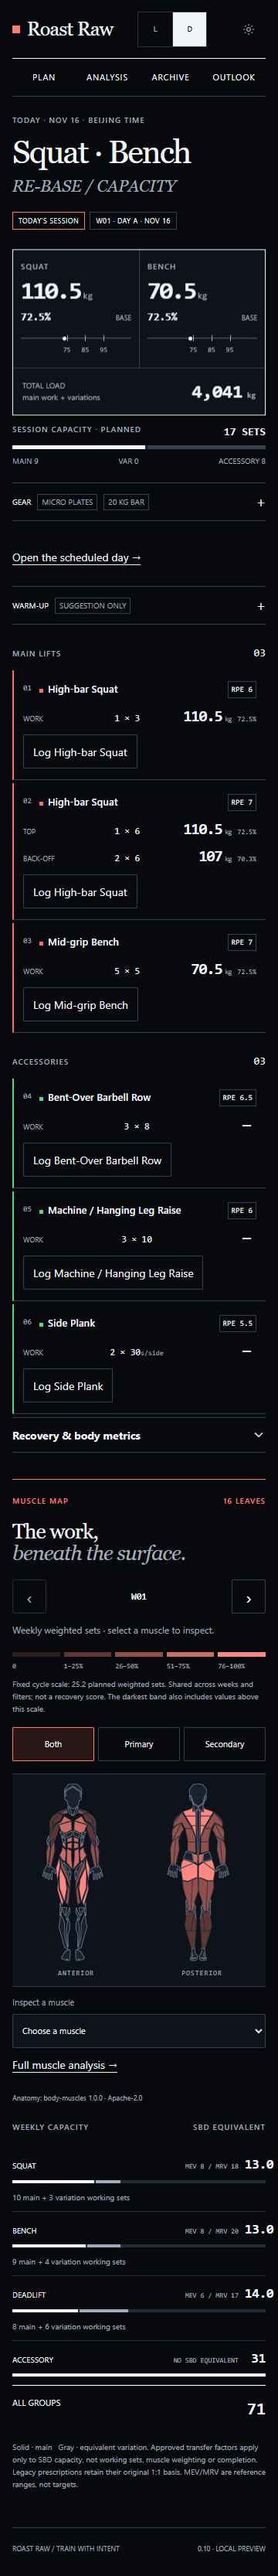 Roast Raw
L D
PLAN ANALYSIS ARCHIVE OUTLOOK
TODAY · NOV 16 · BEIJING TIME
Squat · Bench
RE-BASE / CAPACITY
TODAY'S SESSION W01 · DAY A · NOV 16
SQUAT BENCH
110.5 kg 70.5 kg
72.5% BASE 72.5% BASE
75 85 95 75 85 95
TOTAL LOAD
main work + variations
4,041 kg
SESSION CAPACITY · PLANNED 17 SETS
MAIN 9 VAR 0 ACCESSORY 8
GEAR MICRO PLATES 20 KG BAR +
Open the scheduled day →
WARM-UP SUGGESTION ONLY +
MAIN LIFTS 03
01 High-bar Squat RPE 6
WORK 1 × 3 110.5 kg 72.5%
Log High-bar Squat
02 High-bar Squat RPE 7
TOP 1 × 6 110.5 kg 72.5%
BACK-OFF 2 × 6 107 kg 70.3%
Log High-bar Squat
03 Mid-grip Bench RPE 7
WORK 5 × 5 70.5 kg 72.5%
Log Mid-grip Bench
ACCESSORIES 03
04 Bent-Over Barbell Row RPE 6.5
WORK 3 × 8 —
Log Bent-Over Barbell Row
05 Machine / Hanging Leg Raise RPE 6
WORK 3 × 10 —
Log Machine / Hanging Leg Raise
06 Side Plank RPE 5.5
WORK 2 × 30s/side —
Log Side Plank
Recovery & body metrics
MUSCLE MAP 16 LEAVES
The work,
beneath the surface.
‹ W01 ›
Weekly weighted sets · select a muscle to inspect.
0 1–25% 26–50% 51–75% 76–100%
Fixed cycle scale: 25.2 planned weighted sets. Shared across weeks and
filters; not a recovery score. The darkest band also includes values above
this scale.
Both Primary Secondary
ANTERIOR POSTERIOR
Inspect a muscle
Choose a muscle
Full muscle analysis →
Anatomy: body-muscles 1.0.0 · Apache-2.0
WEEKLY CAPACITY SBD EQUIVALENT
SQUAT MEV 8 / MRV 18 13.0
10 main + 3 variation working sets
BENCH MEV 8 / MRV 20 13.0
9 main + 4 variation working sets
DEADLIFT MEV 6 / MRV 17 14.0
8 main + 6 variation working sets
ACCESSORY NO SBD EQUIVALENT 31
ALL GROUPS 71
Solid · main Gray · equivalent variation. Approved transfer factors apply
only to SBD capacity, not working sets, muscle weighting or completion.
Legacy prescriptions retain their original 1:1 basis. MEV/MRV are reference
ranges, not targets.
ROAST RAW / TRAIN WITH INTENT 0.10 · LOCAL PREVIEW